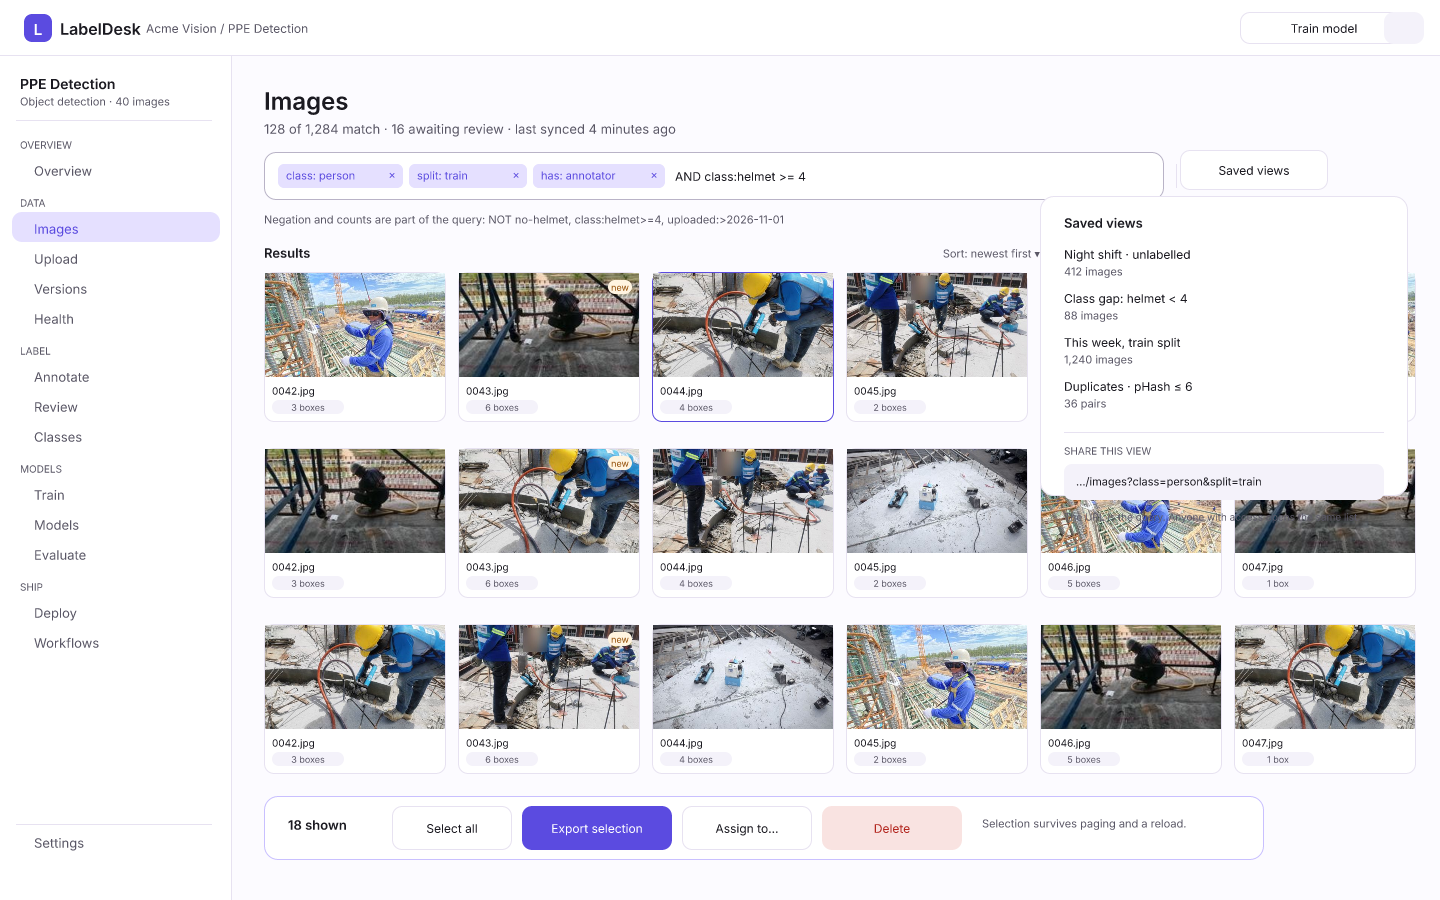 L LabelDesk Acme Vision / PPE Detection
Train model
PPE Detection
Object detection · 40 images
OVERVIEW
Overview
DATA
Images
Upload
Versions
Health
LABEL
Annotate
Review
Classes
MODELS
Train
Models
Evaluate
SHIP
Deploy
Workflows
Settings
Images
128 of 1,284 match · 16 awaiting review · last synced 4 minutes ago
class: person × split: train × has: annotator × AND class:helmet >= 4
Saved views
Negation and counts are part of the query: NOT no-helmet, class:helmet>=4, uploaded:>2026-11-01
Results
Sort: newest first ▾
Saved views
Night shift · unlabelled
412 images
Class gap: helmet < 4
88 images
This week, train split
1,240 images
Duplicates · pHash ≤ 6
36 pairs
SHARE THIS VIEW
…/images?class=person&split=train
new
0042.jpg 0043.jpg 0044.jpg 0045.jpg
3 boxes 6 boxes 4 boxes 2 boxes
new
0042.jpg 0043.jpg 0044.jpg 0045.jpg 0046.jpg 0047.jpg
3 boxes 6 boxes 4 boxes 2 boxes 5 boxes 1 box
new
0042.jpg 0043.jpg 0044.jpg 0045.jpg 0046.jpg 0047.jpg
3 boxes 6 boxes 4 boxes 2 boxes 5 boxes 1 box
18 shown
Select all
Export selection
Assign to…
Delete
Selection survives paging and a reload.